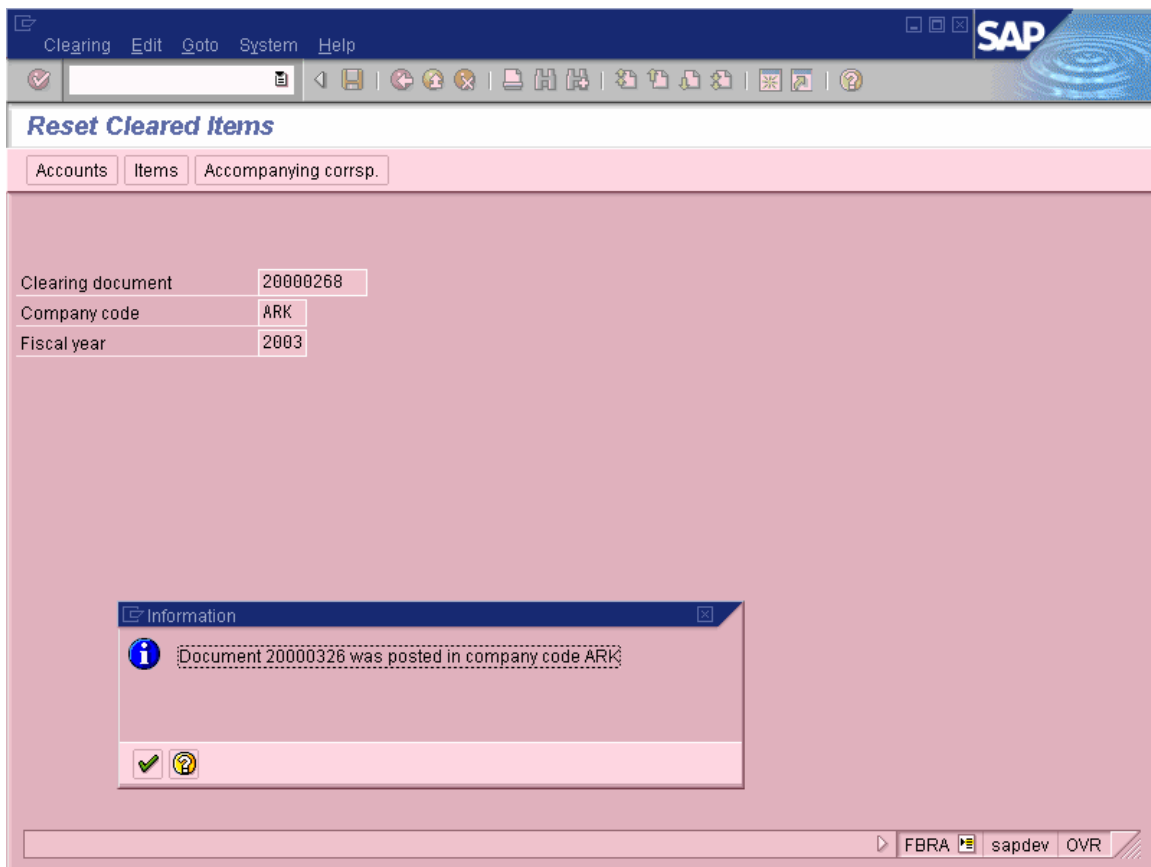 Clearing Edit Goto System Help
SAP
Reset Cleared Items
Accounts Items Accompanying corrsp.
Clearing document 20000268
Company code ARK
Fiscal year 2003
Information
Document 20000326 was posted in company code ARK
FBRA sapdev OVR